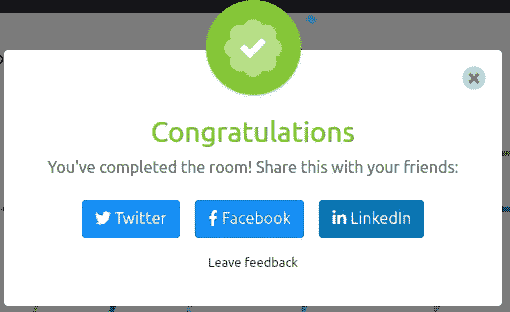 Congratulations
You've completed the room! Share this with your friends:
Twitter Facebook LinkedIn
Leave feedback